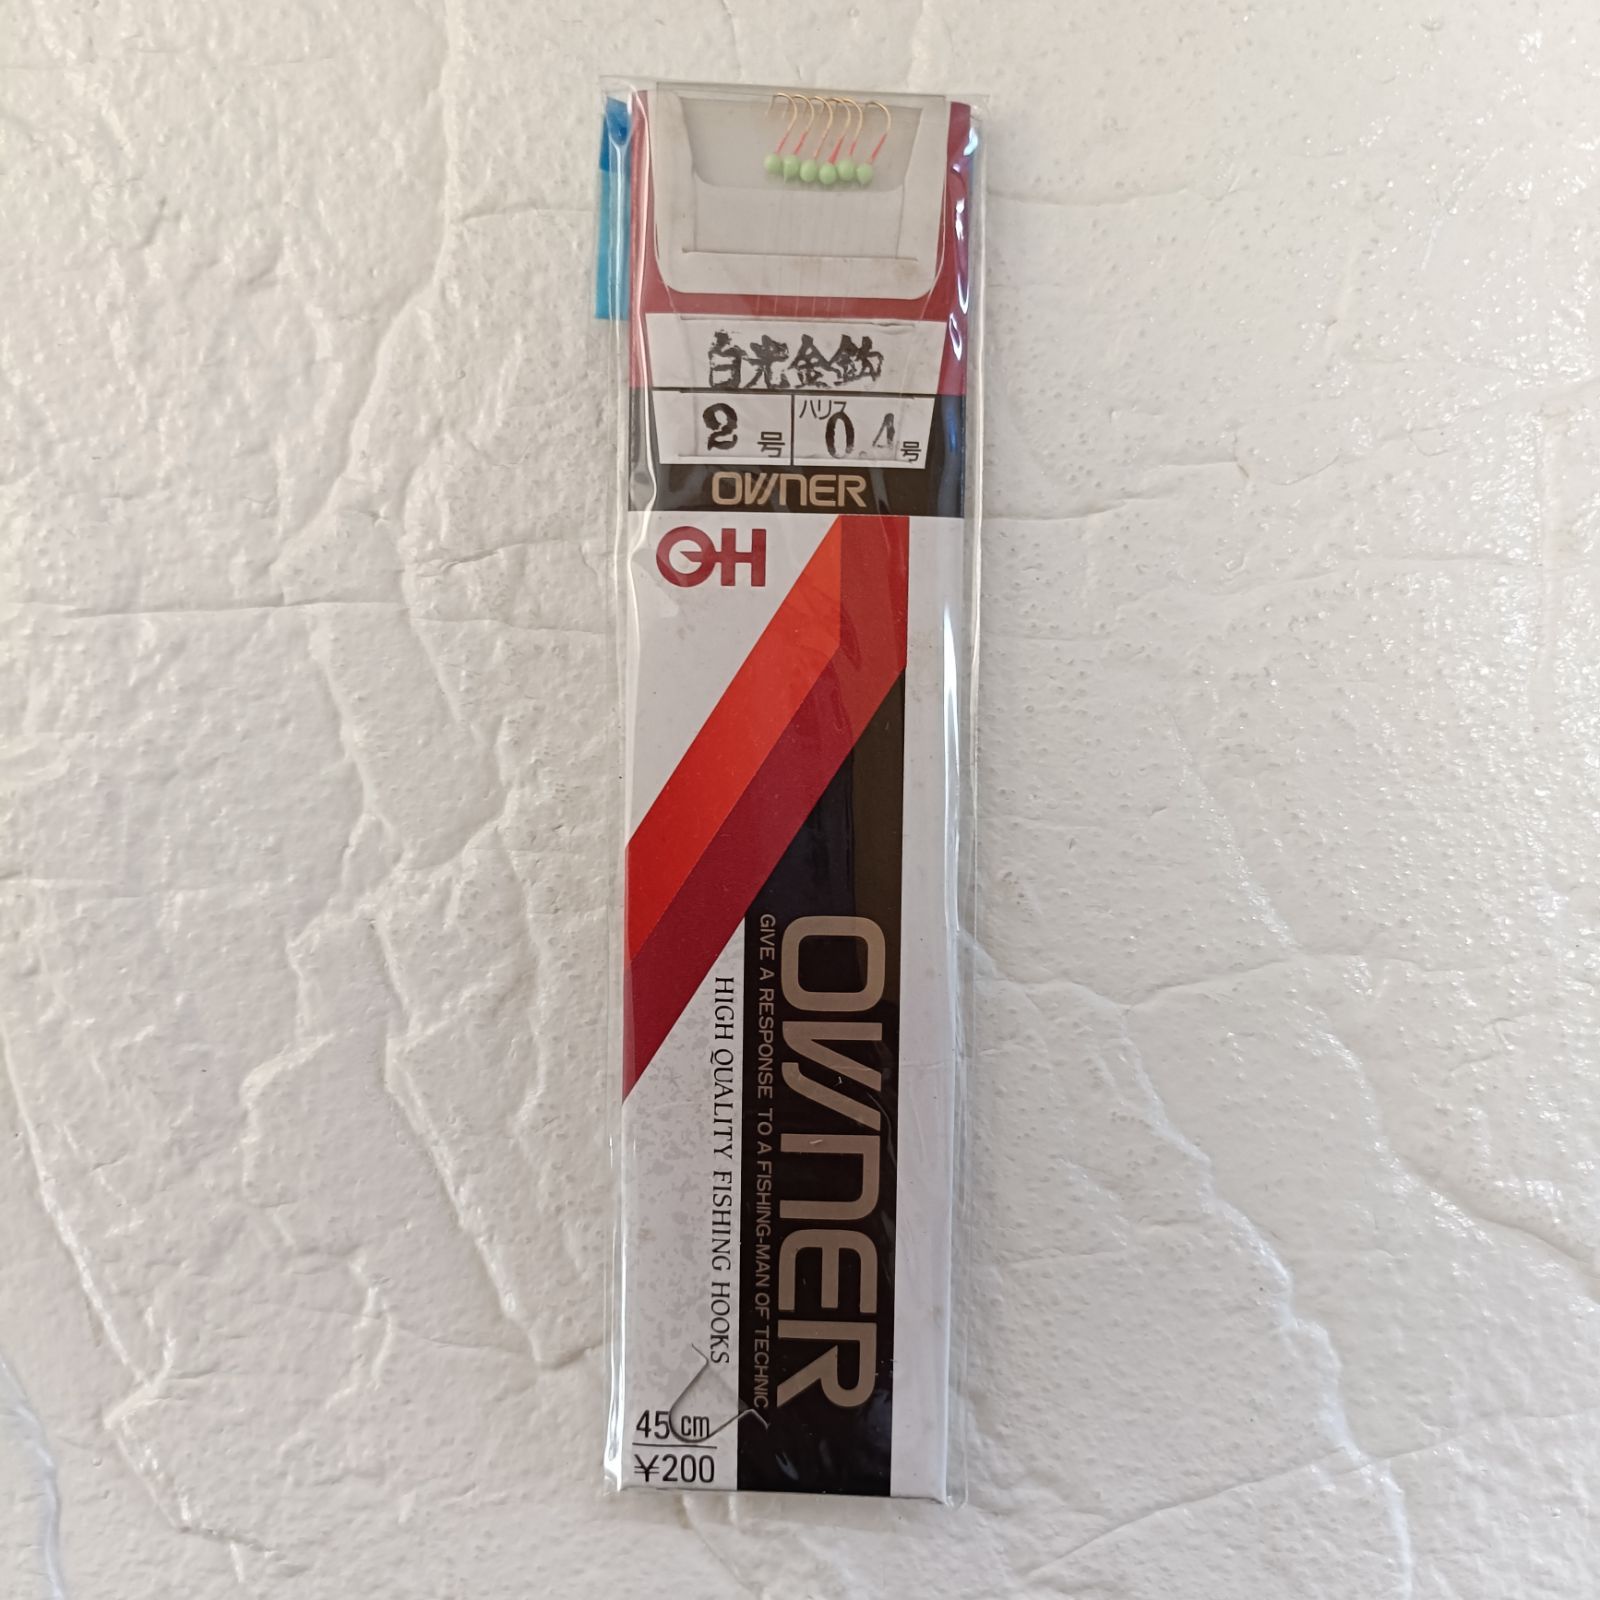 白光金鈎
2号
ハリス
0.4号
OWNER
OH
OWNER
GIVE A RESPONSE TO A FISHING-MAN OF TECHNIC
HIGH QUALITY FISHING HOOKS
45cm
¥200